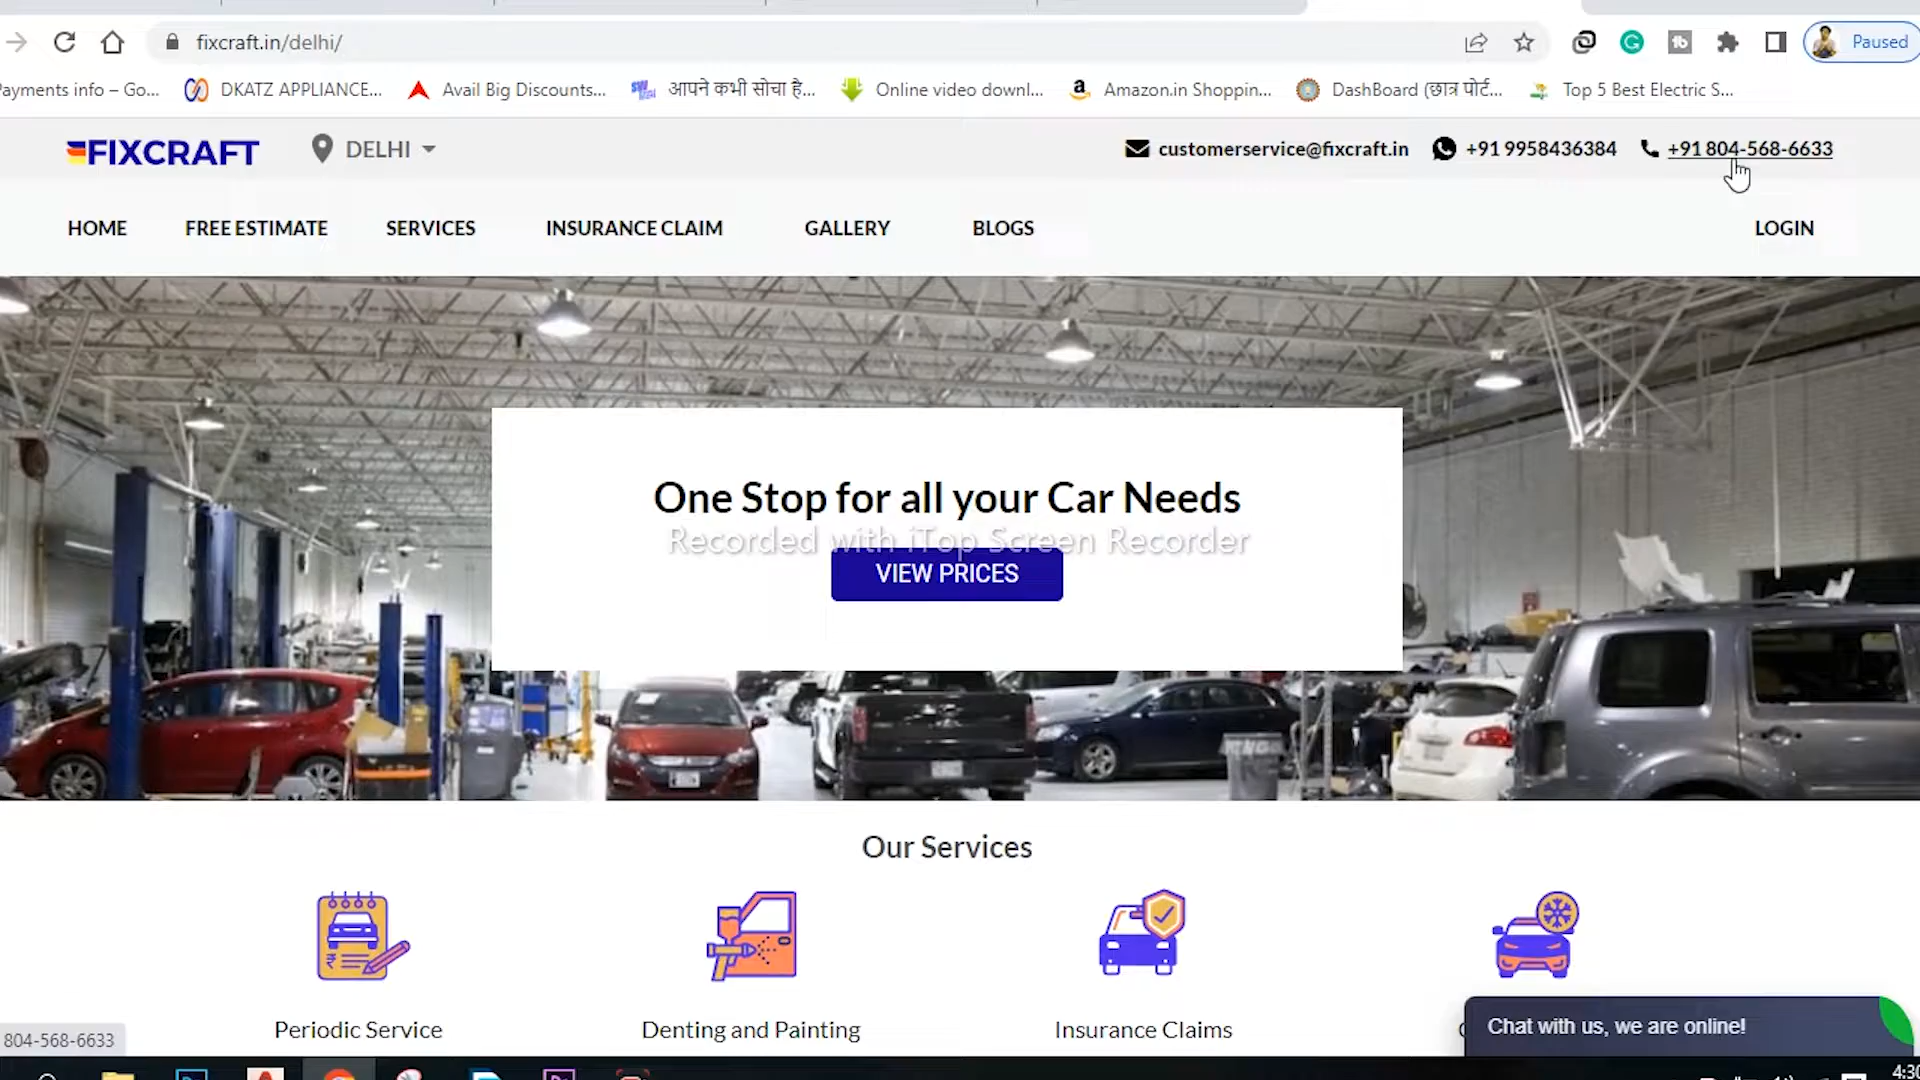 fixcraft.in/delhi/
Paused
ayments info – Go...
DKATZ APPLIANCE...
Avail Big Discounts...
आपने कभी सोचा है...
Online video downl...
Amazon.in Shoppin...
DashBoard (छात्र पोर्ट...
Top 5 Best Electric S...
FIXCRAFT
DELHI
customerservice@fixcraft.in
+91 9958436384
+91 804-568-6633
HOME
FREE ESTIMATE
SERVICES
INSURANCE CLAIM
GALLERY
BLOGS
LOGIN
One Stop for all your Car Needs
Recorded with iTop Screen Recorder
VIEW PRICES
Our Services
Periodic Service
Denting and Painting
Insurance Claims
Chat with us, we are online!
804-568-6633
4:30